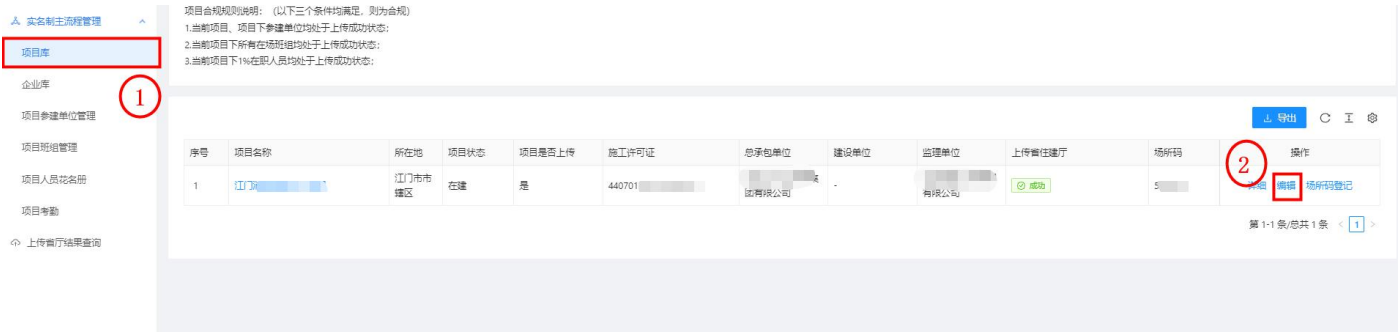 实名制主流程管理
项目库
企业库
项目参建单位管理
项目班组管理
项目人员花名册
项目考勤
上传省厅结果查询
1
项目合规规则说明：（以下三个条件均满足，则为合规）
1.当前项目、项目下参建单位均处于上传成功状态；
2.当前项目下所有在场班组均处于上传成功状态；
3.当前项目下1%在职人员均处于上传成功状态；
导出
序号 项目名称 所在地 项目状态 项目是否上传 施工许可证 总承包单位 建设单位 监理单位 上传省住建厅 场所码 操作
2
1 江门 江门市市辖区 在建 是 440701 团有限公司 - 有限公司 成功 5 详细 编辑 场所码登记
第 1-1 条/总共 1 条 < 1 >